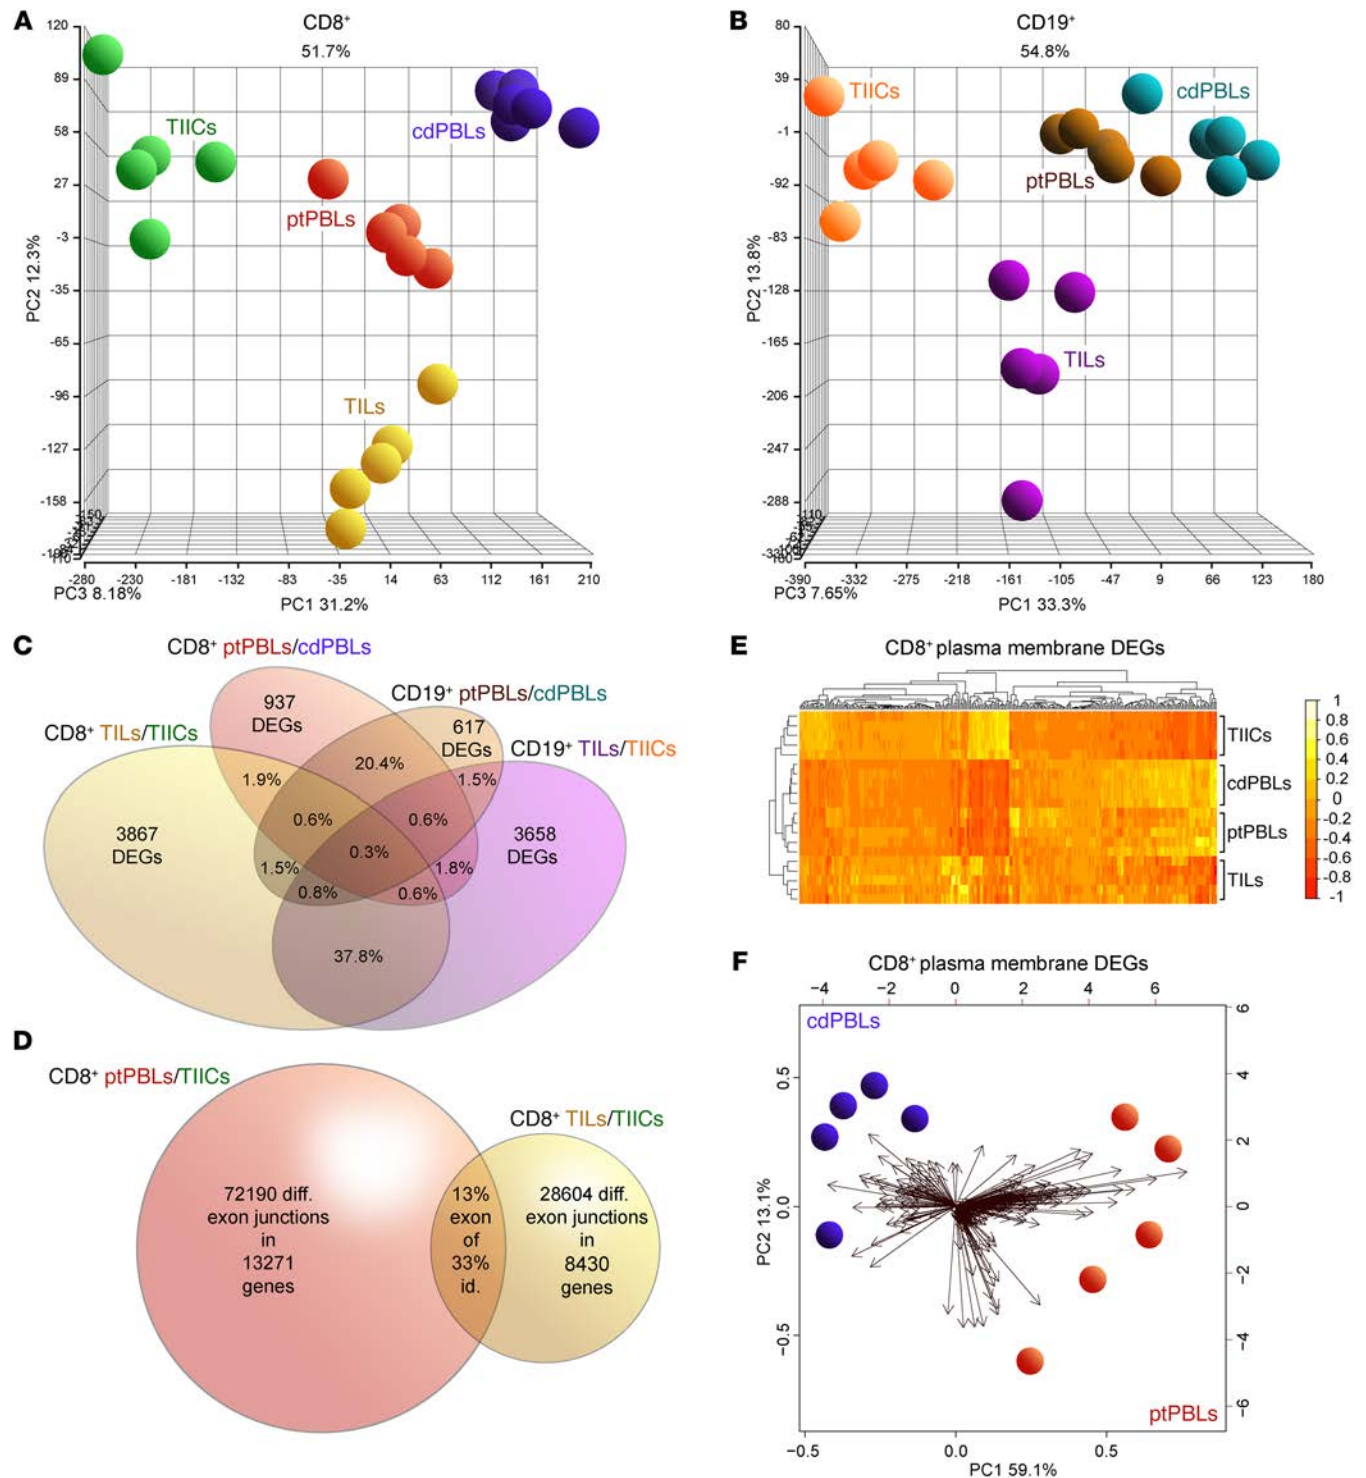 A
CD8⁺
51.7%
120
89
58
27
-3
-35
-65
-96
-127
-158
PC2 12.3%
TIICs
cdPBLs
ptPBLs
TILs
-280
-230
-181
-132
-83
-35
14
63
112
161
210
PC3 8.18%
PC1 31.2%
B
CD19⁺
54.8%
80
39
-1
-92
-83
-128
-165
-206
-247
-288
PC2 13.8%
TIICs
cdPBLs
ptPBLs
TILs
-390
-332
-275
-218
-161
-105
-47
9
66
123
180
PC3 7.65%
PC1 33.3%
C
CD8⁺ ptPBLs/cdPBLs
CD19⁺ ptPBLs/cdPBLs
CD8⁺ TILs/TIICs
CD19⁺ TILs/TIICs
937
DEGs
617
DEGs
3867
DEGs
3658
DEGs
20.4%
1.9%
1.5%
0.6%
0.6%
0.3%
1.5%
1.8%
0.8%
0.6%
37.8%
D
CD8⁺ ptPBLs/TIICs
CD8⁺ TILs/TIICs
72190 diff.
exon junctions
in
13271
genes
13%
exon
of
33%
id.
28604 diff.
exon junctions
in
8430
genes
E
CD8⁺ plasma membrane DEGs
TIICs
cdPBLs
ptPBLs
TILs
1
0.8
0.6
0.4
0.2
0
-0.2
-0.4
-0.6
-0.8
-1
F
CD8⁺ plasma membrane DEGs
−4
−2
0
2
4
6
cdPBLs
ptPBLs
0.5
0.0
−0.5
PC2 13.1%
6
4
2
0
−2
−4
−6
−0.5
0.0
0.5
PC1 59.1%